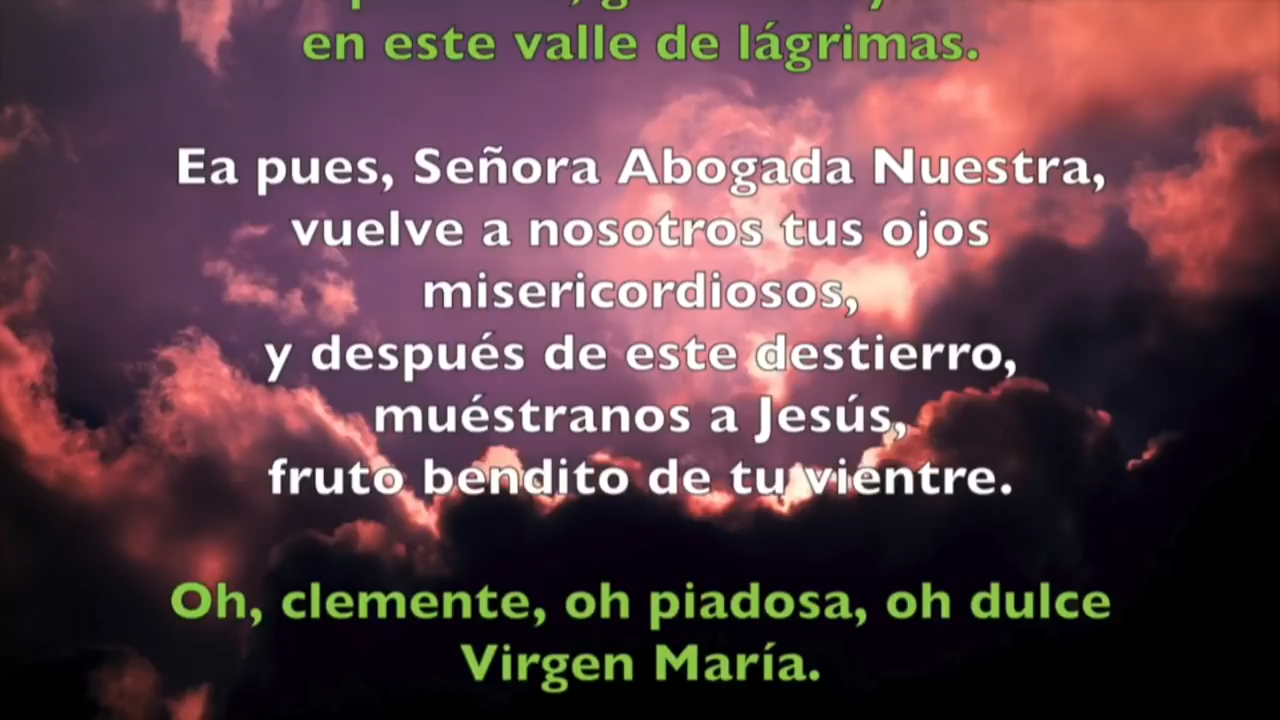 en este valle de lágrimas.
Ea pues, Señora Abogada Nuestra,
vuelve a nosotros tus ojos
misericordiosos,
y después de este destierro,
muéstranos a Jesús,
fruto bendito de tu vientre.
Oh, clemente, oh piadosa, oh dulce
Virgen María.